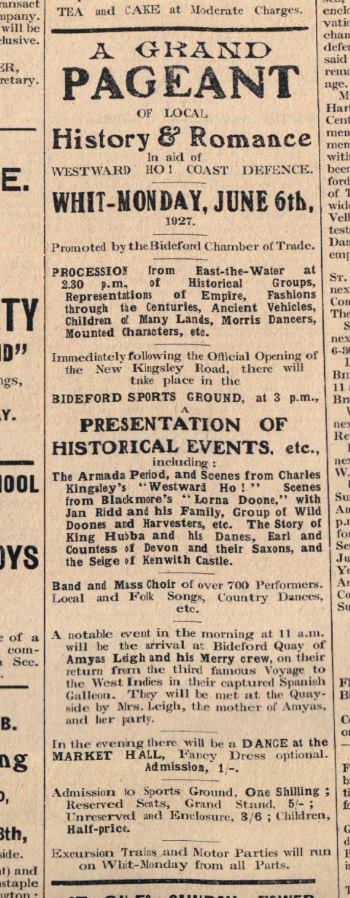 TEA and CAKE at Moderate Charges.
A GRAND
PAGEANT
OF LOCAL
History & Romance
In aid of
WESTWARD HO! COAST DEFENCE.
WHIT-MONDAY, JUNE 6th,
1927.
Promoted by the Bideford Chamber of Trade.
PROCESSION from East-the-Water at
2.30 p.m., of Historical Groups,
Representations of Empire, Fashions
through the Centuries, Ancient Vehicles,
Children of Many Lands, Morris Dancers,
Mounted Characters, etc.
Immediately following the Official Opening of
the New Kingsley Road, there will
take place in the
BIDEFORD SPORTS GROUND, at 3 p.m.,
A
PRESENTATION OF
HISTORICAL EVENTS, etc.,
including:
The Armada Period, and Scenes from Charles
Kingsley's "Westward Ho!" Scenes
from Blackmore's "Lorna Doone," with
Jan Ridd and his Family, Group of Wild
Doones and Harvesters, etc. The Story of
King Hubba and his Danes, Earl and
Countess of Devon and their Saxons, and
the Seige of Kenwith Castle.
Band and Mass Choir of over 700 Performers.
Local and Folk Songs, Country Dances,
etc.
A notable event in the morning at 11 a.m.
will be the arrival at Bideford Quay of
Amyas Leigh and his Merry crew, on their
return from the third famous Voyage to
the West Indies in their captured Spanish
Galleon. They will be met at the Quay-
side by Mrs. Leigh, the mother of Amyas,
and her party.
In the evening there will be a DANCE at the
MARKET HALL, Fancy Dress optional.
Admission, 1/-.
Admission to Sports Ground, One Shilling;
Reserved Seats, Grand Stand, 5/-;
Unreserved and Enclosure, 3/6; Children,
Half-price.
Excursion Trains and Motor Parties will run
on Whit-Monday from all Parts.